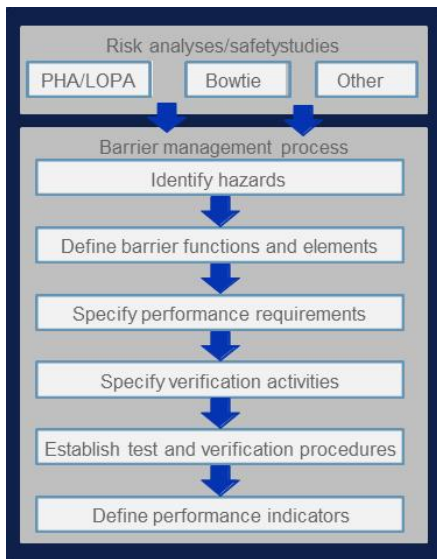 Risk analyses/safetystudies
PHA/LOPA
Bowtie
Other
Barrier management process
Identify hazards
Define barrier functions and elements
Specify performance requirements
Specify verification activities
Establish test and verification procedures
Define performance indicators